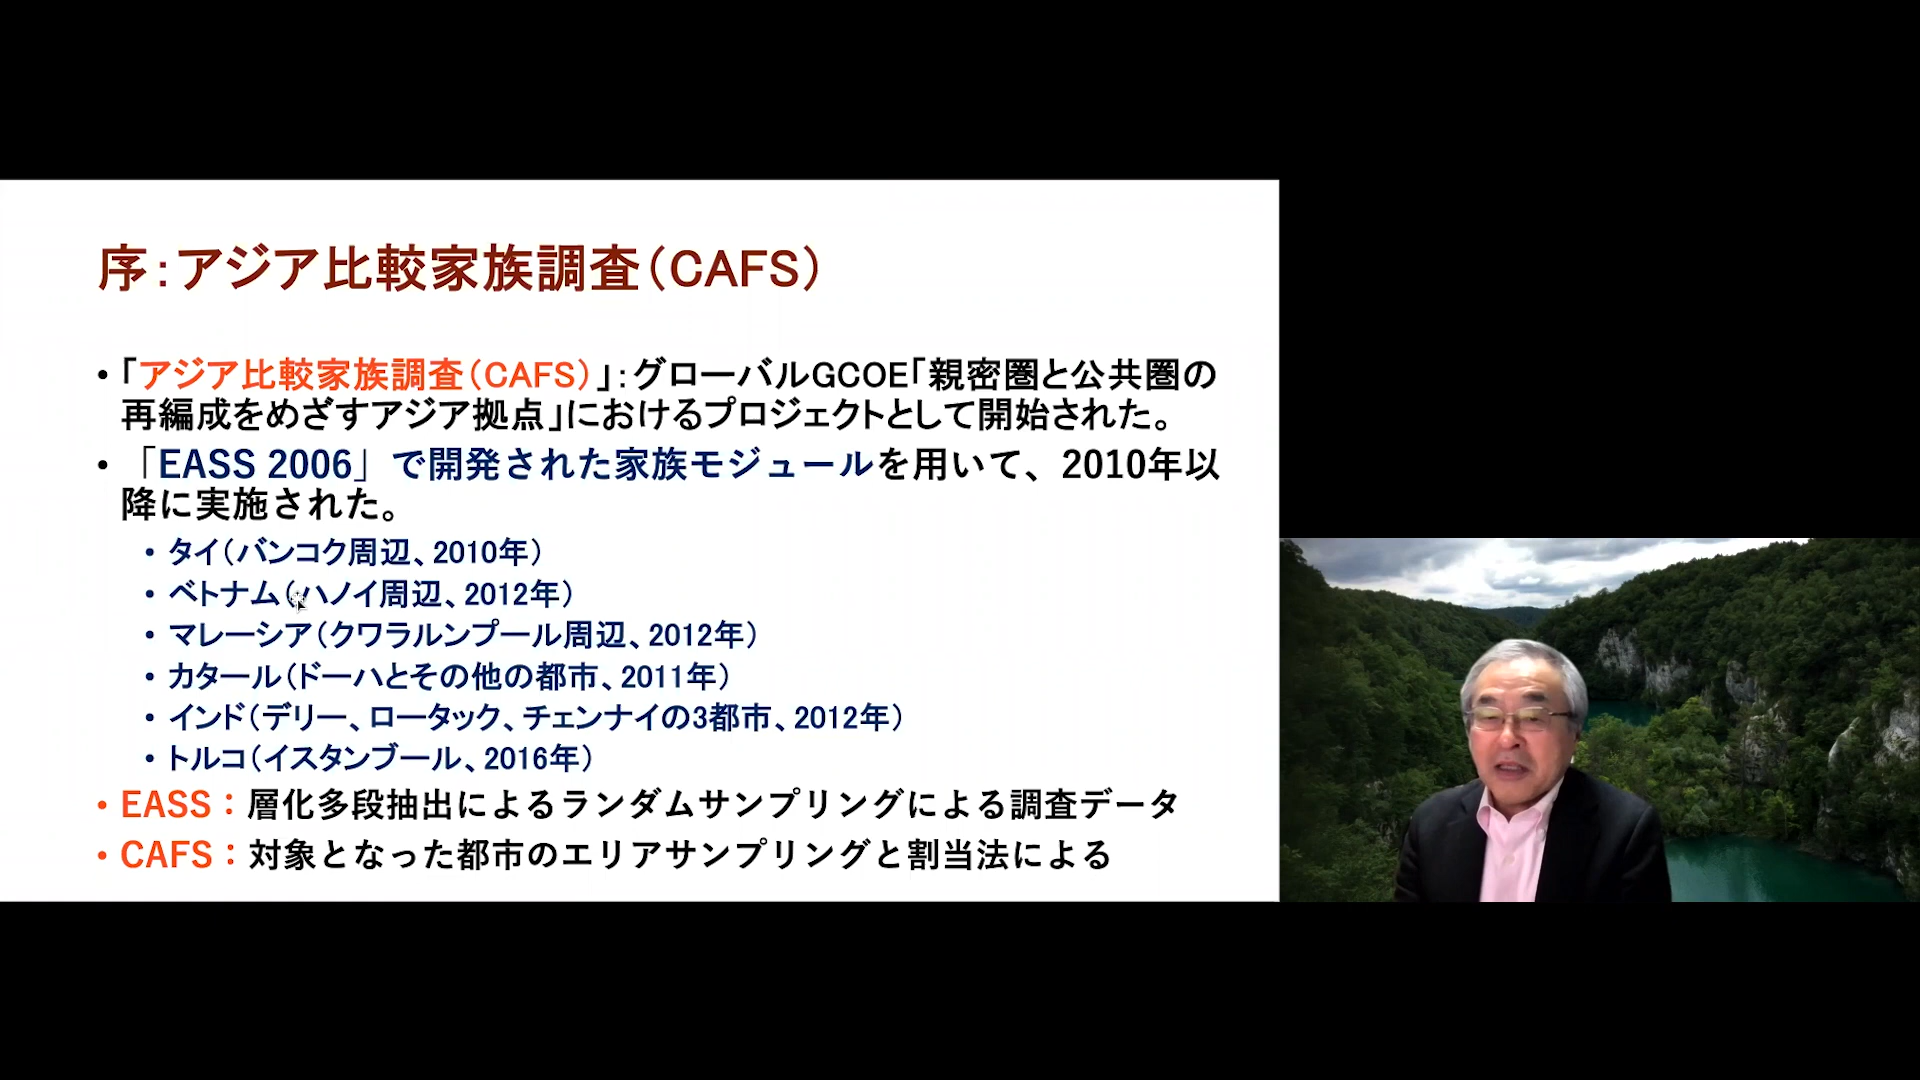 序:アジア比較家族調査(CAFS)
•「アジア比較家族調査(CAFS)」:グローバルGCOE「親密圏と公共圏の
再編成をめざすアジア拠点」におけるプロジェクトとして開始された。
•「EASS 2006」で開発された家族モジュールを用いて、2010年以
降に実施された。
• タイ(バンコク周辺、2010年)
• ベトナム(ハノイ周辺、2012年)
• マレーシア(クワラルンプール周辺、2012年)
• カタール(ドーハとその他の都市、2011年)
• インド(デリー、ロータック、チェンナイの3都市、2012年)
• トルコ(イスタンブール、2016年)
• EASS:層化多段抽出によるランダムサンプリングによる調査データ
• CAFS:対象となった都市のエリアサンプリングと割当法による